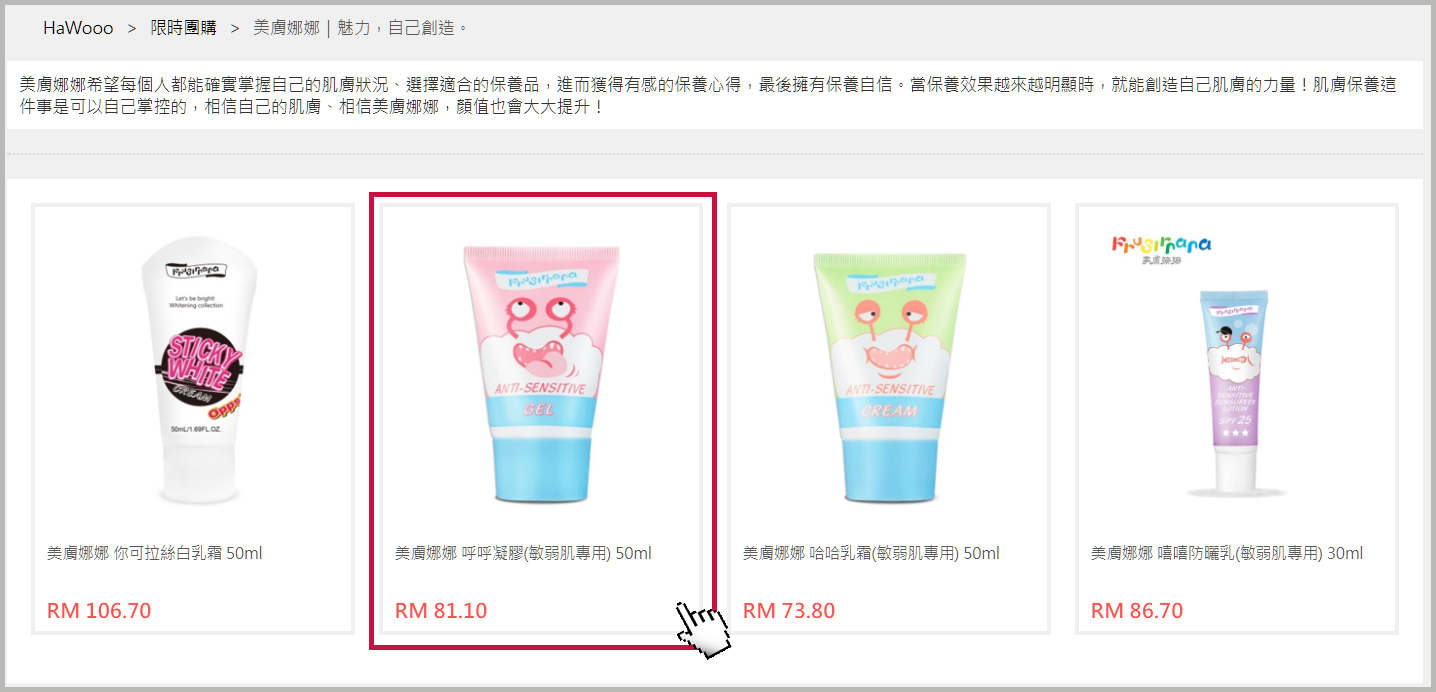 HaWooo > 限時團購 > 美膚娜娜 | 魅力，自己創造。
美膚娜娜希望每個人都能確實掌握自己的肌膚狀況、選擇適合的保養品，進而獲得有感的保養心得，最後擁有保養自信。當保養效果越來越明顯時，就能創造自己肌膚的力量！肌膚保養這
件事是可以自己掌控的，相信自己的肌膚、相信美膚娜娜，顏值也會大大提升！
Frusirnana
Let's be bright!
Whitening collection
STICKY
WHITE
CREAM
Opps!
50mL/1.69FL.OZ.
美膚娜娜 你可拉絲白乳霜 50ml
RM 106.70
Frusirnana
ANTI-SENSITIVE
GEL
美膚娜娜 呼呼凝膠(敏弱肌專用) 50ml
RM 81.10
Frusirnana
ANTI-SENSITIVE
CREAM
美膚娜娜 哈哈乳霜(敏弱肌專用) 50ml
RM 73.80
Frusirnana
美膚娜娜
Frusirnana
ANTI-
SENSITIVE
SUNSCREEN
LOTION
SPF 25
美膚娜娜 嘻嘻防曬乳(敏弱肌專用) 30ml
RM 86.70